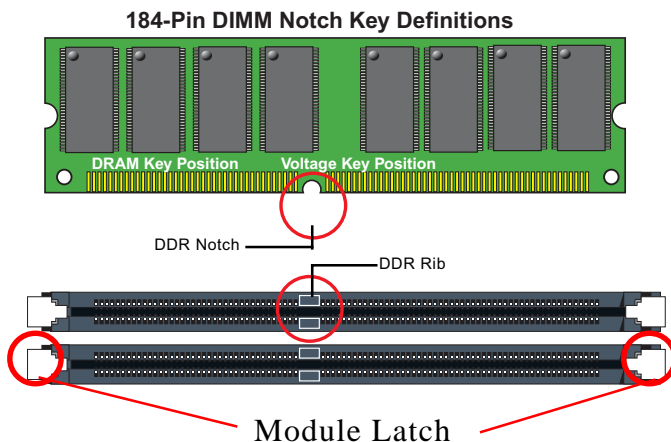 184-Pin DIMM Notch Key Definitions
DRAM Key Position
Voltage Key Position
DDR Notch
DDR Rib
Module Latch